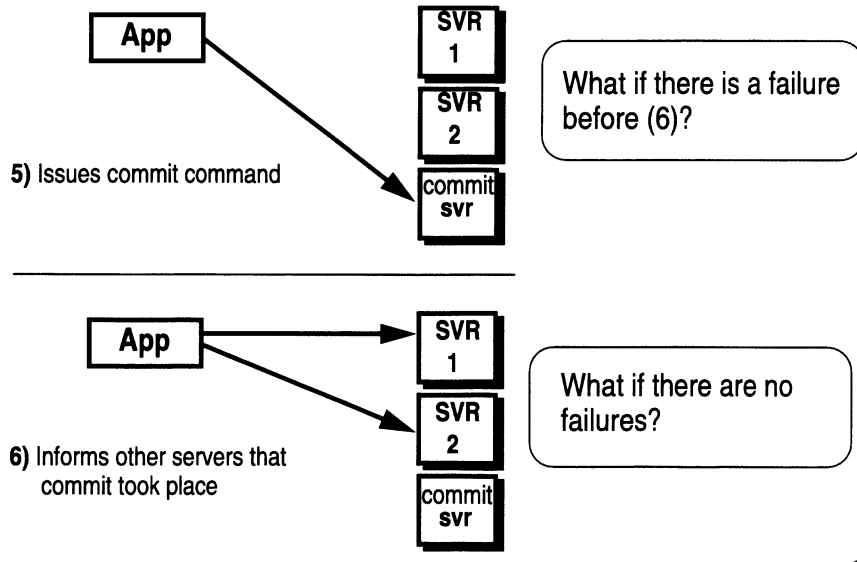 App
SVR
1
SVR
2
commit
svr
5) Issues commit command
What if there is a failure
before (6)?
App
SVR
1
SVR
2
commit
svr
6) Informs other servers that
commit took place
What if there are no
failures?